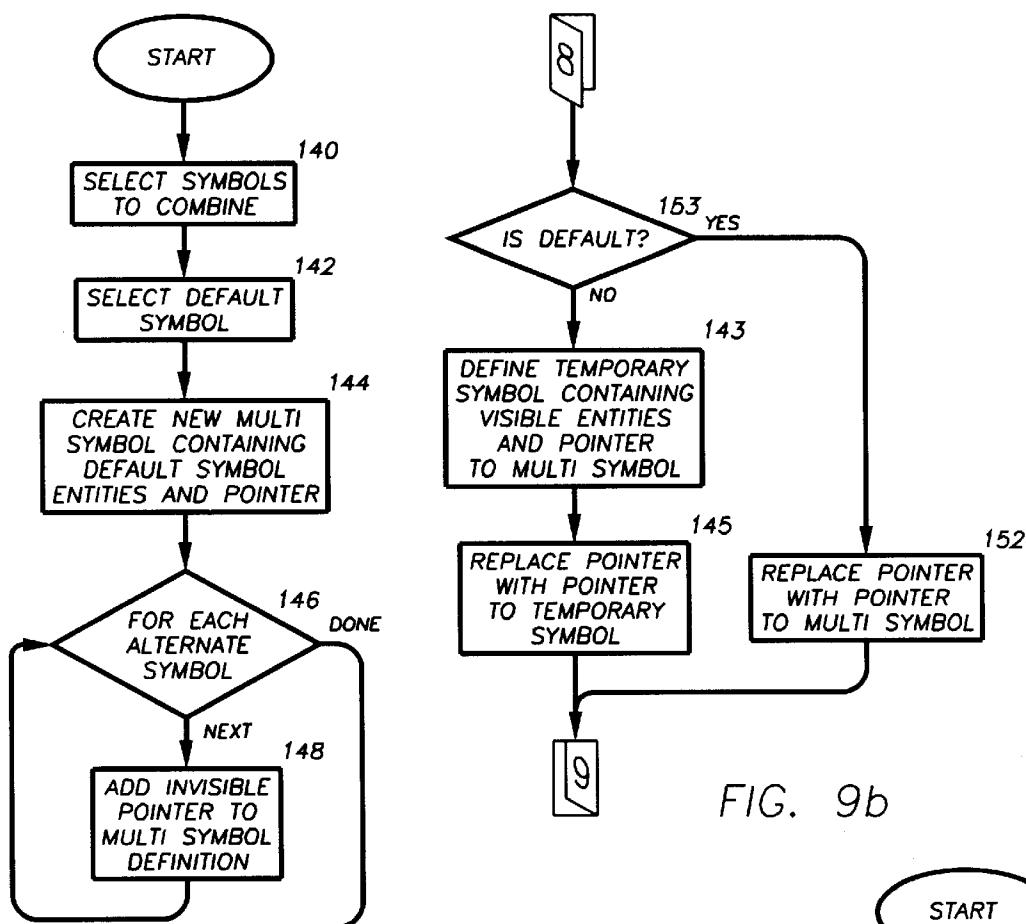 START
140
SELECT SYMBOLS
TO COMBINE
142
SELECT DEFAULT
SYMBOL
144
CREATE NEW MULTI
SYMBOL CONTAINING
DEFAULT SYMBOL
ENTITIES AND POINTER
146
FOR EACH
ALTERNATE
SYMBOL
DONE
NEXT
148
ADD INVISIBLE
POINTER TO
MULTI SYMBOL
DEFINITION
8
153
IS DEFAULT?
YES
NO
143
DEFINE TEMPORARY
SYMBOL CONTAINING
VISIBLE ENTITIES
AND POINTER
TO MULTI SYMBOL
145
REPLACE POINTER
WITH POINTER
TO TEMPORARY
SYMBOL
152
REPLACE POINTER
WITH POINTER
TO MULTI SYMBOL
9
FIG. 9b
START